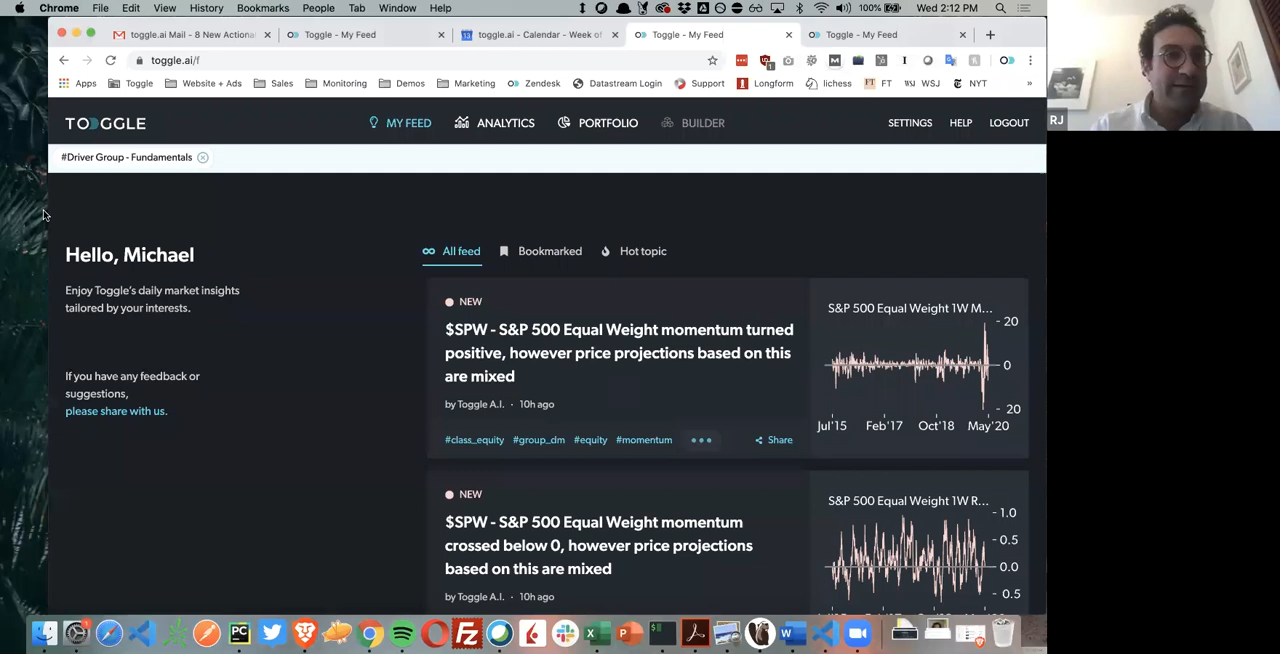 Chrome File Edit View History Bookmarks People Tab Window Help 100% Wed 2:12 PM
toggle.ai Mail - 8 New Actiona Toggle - My Feed toggle.ai - Calendar - Week of Toggle - My Feed Toggle - My Feed
toggle.ai/f
Apps Toggle Website + Ads Sales Monitoring Demos Marketing Zendesk Datastream Login Support Longform lichess FT WSJ NYT »
TOGGLE MY FEED ANALYTICS PORTFOLIO BUILDER SETTINGS HELP LOGOUT
RJ
#Driver Group - Fundamentals
Hello, Michael
Enjoy Toggle's daily market insights
tailored by your interests.
If you have any feedback or
suggestions,
please share with us.
All feed Bookmarked Hot topic
NEW
$SPW - S&P 500 Equal Weight momentum turned
positive, however price projections based on this
are mixed
by Toggle A.I. · 10h ago
#class_equity #group_dm #equity #momentum ••• Share
S&P 500 Equal Weight 1W M...
- 20
- 0
- 20
Jul'15 Feb'17 Oct'18 May'20
NEW
$SPW - S&P 500 Equal Weight momentum
crossed below 0, however price projections
based on this are mixed
by Toggle A.I. · 10h ago
S&P 500 Equal Weight 1W R...
- 1.0
- 0.5
- 0.0
- 0.5